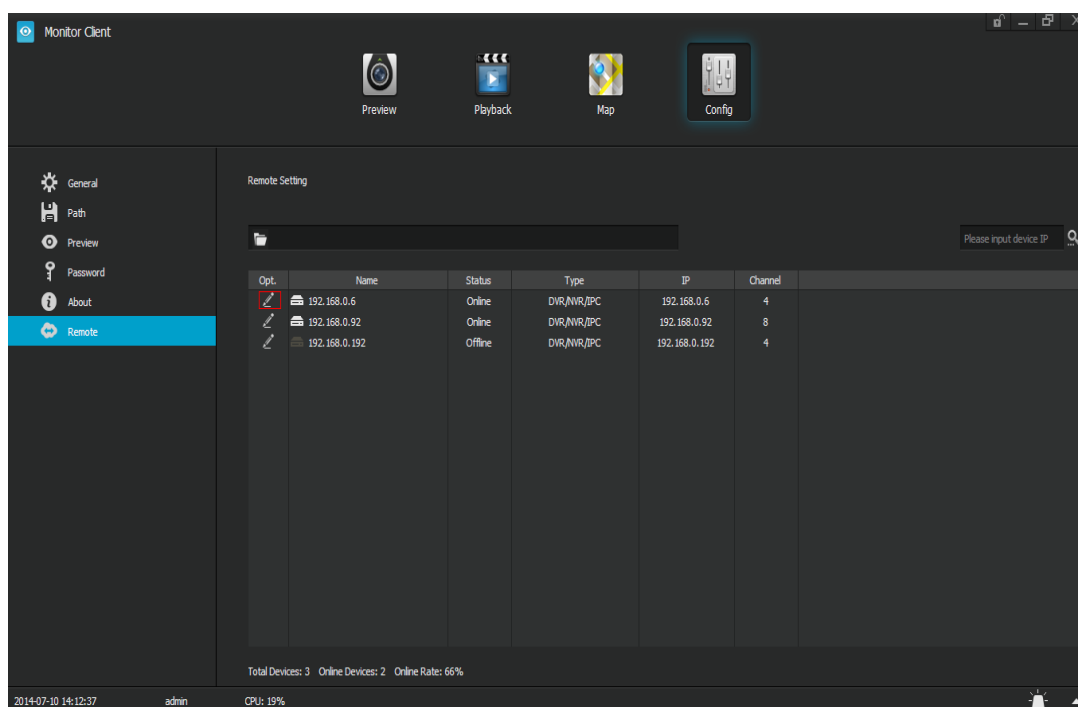 Monitor Client
Preview Playback Map Config
General
Path
Preview
Password
About
Remote
Remote Setting
Please input device IP
Opt. Name Status Type IP Channel
192.168.0.6 Online DVR/NVR/IPC 192.168.0.6 4
192.168.0.92 Online DVR/NVR/IPC 192.168.0.92 8
192.168.0.192 Offline DVR/NVR/IPC 192.168.0.192 4
Total Devices: 3 Online Devices: 2 Online Rate: 66%
2014-07-10 14:12:37 admin CPU: 19%